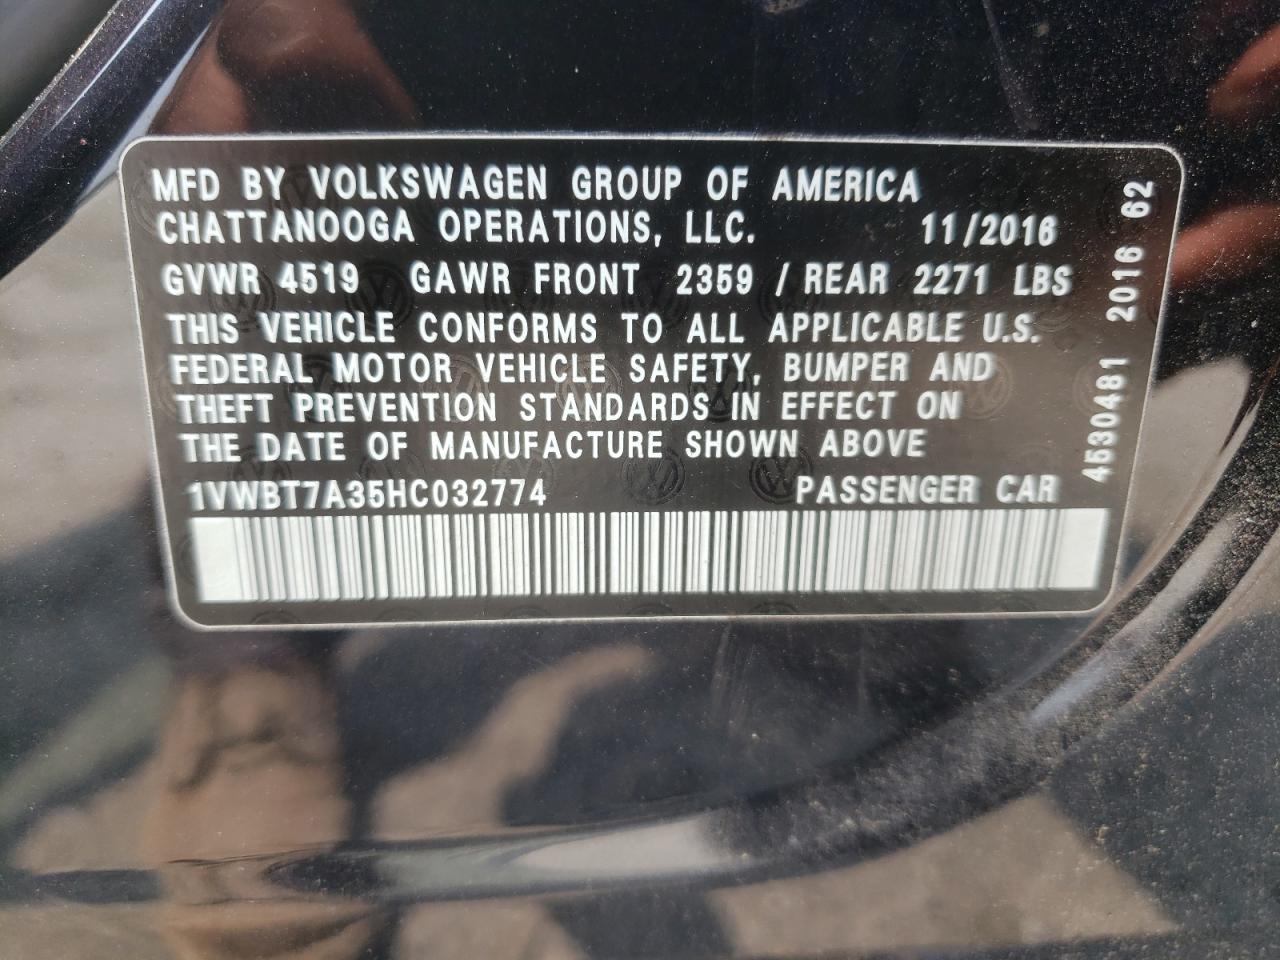 MFD BY VOLKSWAGEN GROUP OF AMERICA
CHATTANOOGA OPERATIONS, LLC. 11/2016
GVWR 4519 GAWR FRONT 2359 / REAR 2271 LBS
THIS VEHICLE CONFORMS TO ALL APPLICABLE U.S.
FEDERAL MOTOR VEHICLE SAFETY, BUMPER AND
THEFT PREVENTION STANDARDS IN EFFECT ON
THE DATE OF MANUFACTURE SHOWN ABOVE
1VWBT7A35HC032774 PASSENGER CAR
4530481 2016 62